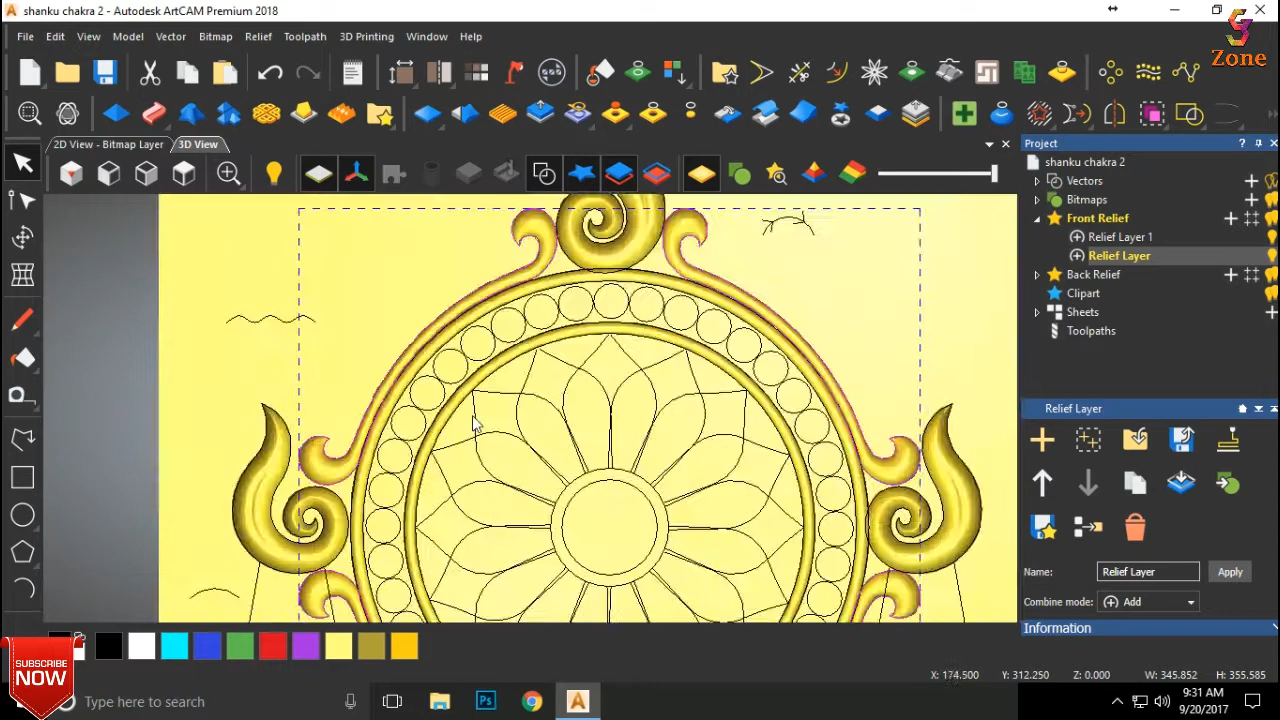 shanku chakra 2 - Autodesk ArtCAM Premium 2018
Zone
File Edit View Model Vector Bitmap Relief Toolpath 3D Printing Window Help
2D View - Bitmap Layer 3D View
Project
shanku chakra 2
Vectors
Bitmaps
Front Relief
Relief Layer 1
Relief Layer
Back Relief
Clipart
Sheets
Toolpaths
Relief Layer
Name: Relief Layer Apply
Combine mode: Add
Information
X: 174.500 Y: 312.250 Z: 0.000 W: 345.852 H: 355.585
SUBSCRIBE
NOW
Type here to search
9:31 AM
9/20/2017